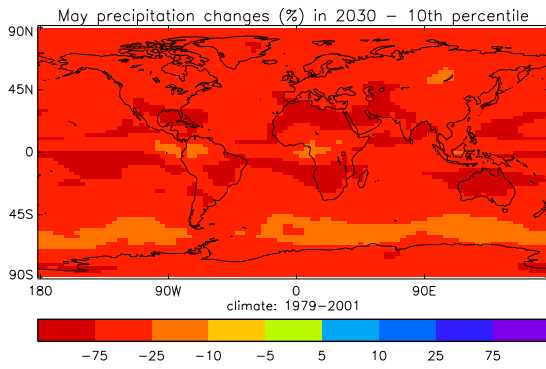 May precipitation changes (%) in 2030 − 10th percentile
90N
45N
0
45S
90S
180 90W 0 90E
climate: 1979−2001
−75 −25 −10 −5 5 10 25 75